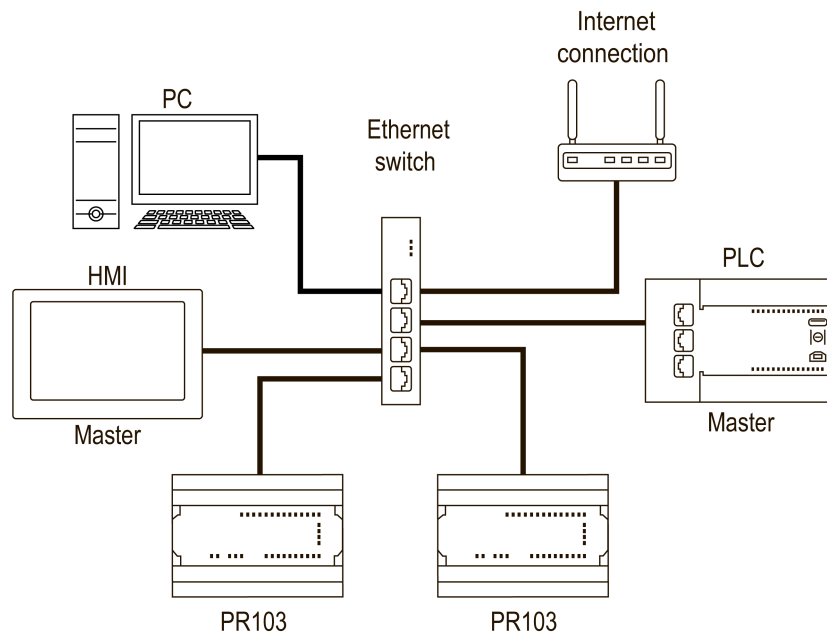 Internet
connection
PC
Ethernet
switch
HMI
PLC
Master
Master
PR103
PR103